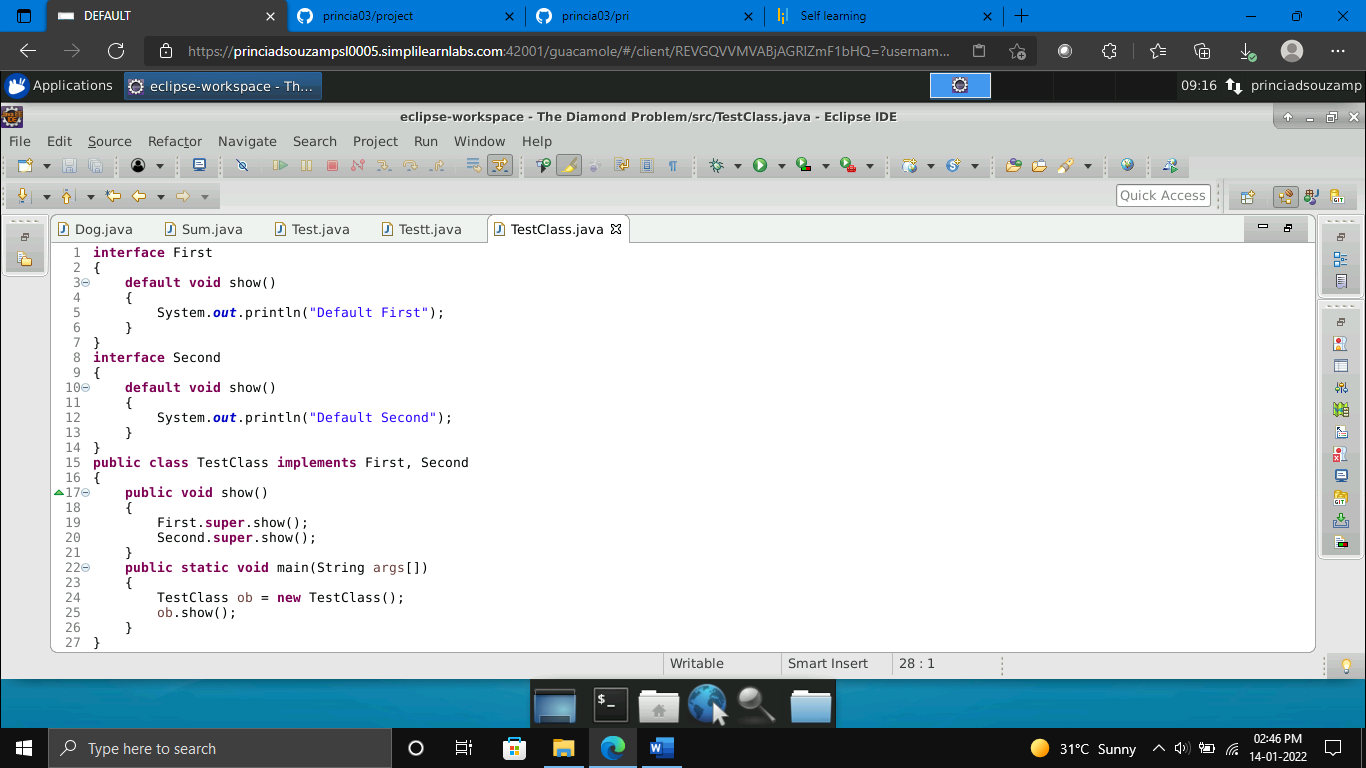 DEFAULT
princia03/project
princia03/pri
Self learning
https://princiadsouzampsl0005.simplilearnlabs.com:42001/guacamole/#/client/REVGQVVMVABjAGRlZmF1bHQ=?usernam...
Applications
eclipse-workspace - Th...
09:16
princiadsouzamp
eclipse-workspace - The Diamond Problem/src/TestClass.java - Eclipse IDE
File Edit Source Refactor Navigate Search Project Run Window Help
Quick Access
Dog.java Sum.java Test.java Testt.java TestClass.java
1 interface First
2 {
3 default void show()
4 {
5 System.out.println("Default First");
6 }
7 }
8 interface Second
9 {
10 default void show()
11 {
12 System.out.println("Default Second");
13 }
14 }
15 public class TestClass implements First, Second
16 {
17 public void show()
18 {
19 First.super.show();
20 Second.super.show();
21 }
22 public static void main(String args[])
23 {
24 TestClass ob = new TestClass();
25 ob.show();
26 }
27 }
Writable Smart Insert 28 : 1
Type here to search
31°C Sunny
02:46 PM
14-01-2022